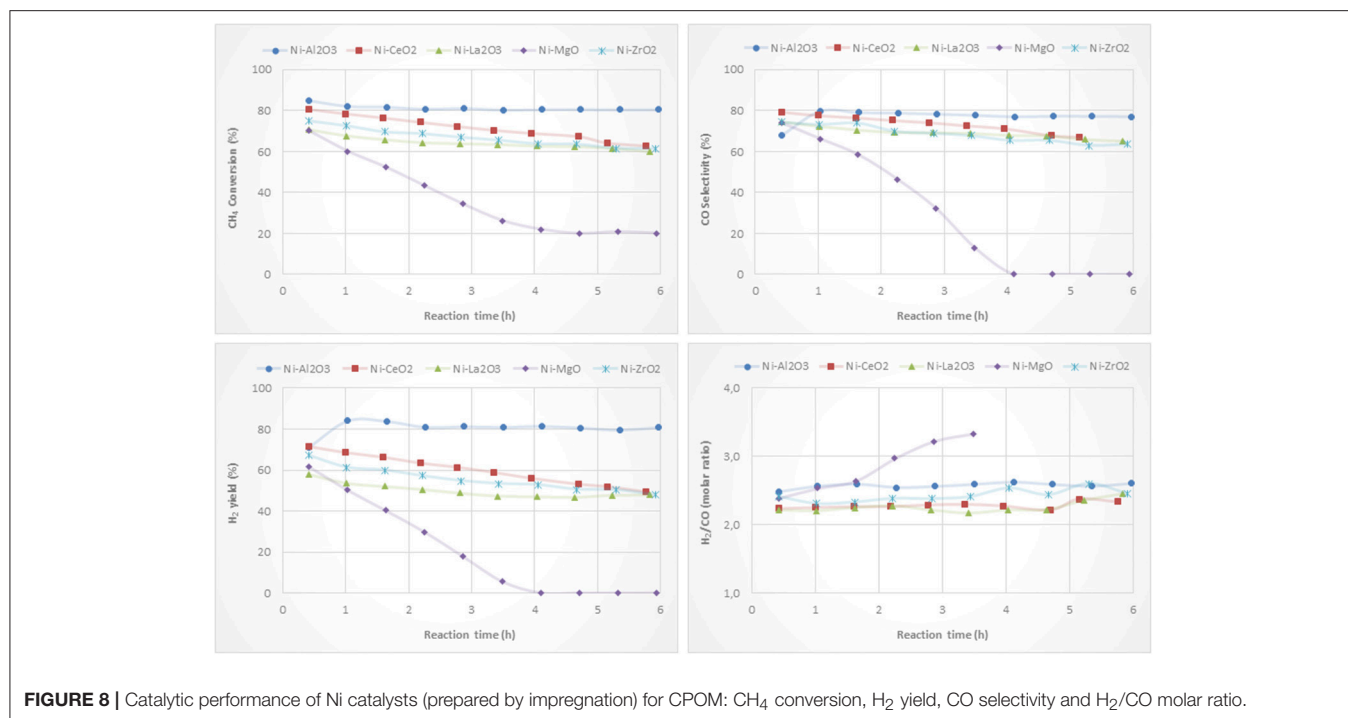 Ni-Al2O3 Ni-CeO2 Ni-La2O3 Ni-MgO Ni-ZrO2
100
80
60
40
20
0
CH₄ Conversion (%)
0 1 2 3 4 5 6
Reaction time (h)
Ni-Al2O3 Ni-CeO2 Ni-La2O3 Ni-MgO Ni-ZrO2
100
80
60
40
20
0
CO Selectivity (%)
0 1 2 3 4 5 6
Reaction time (h)
Ni-Al2O3 Ni-CeO2 Ni-La2O3 Ni-MgO Ni-ZrO2
100
80
60
40
20
0
H₂ yield (%)
0 1 2 3 4 5 6
Reaction time (h)
Ni-Al2O3 Ni-CeO2 Ni-La2O3 Ni-MgO Ni-ZrO2
4,0
3,0
2,0
1,0
H₂/CO (molar ratio)
0 1 2 3 4 5 6
Reaction time (h)
FIGURE 8 | Catalytic performance of Ni catalysts (prepared by impregnation) for CPOM: CH₄ conversion, H₂ yield, CO selectivity and H₂/CO molar ratio.